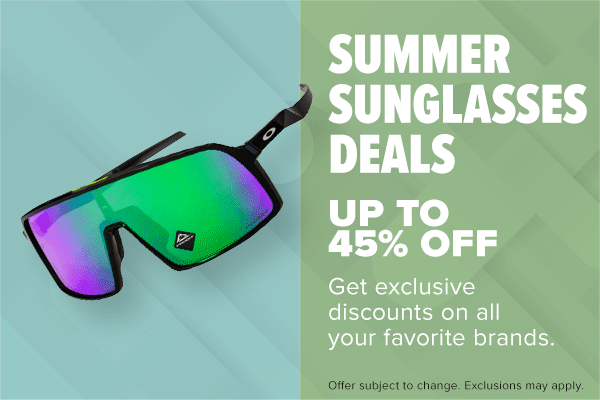 SUMMER
SUNGLASSES
DEALS
UP TO
45% OFF
Get exclusive
discounts on all
your favorite brands.
Offer subject to change. Exclusions may apply.